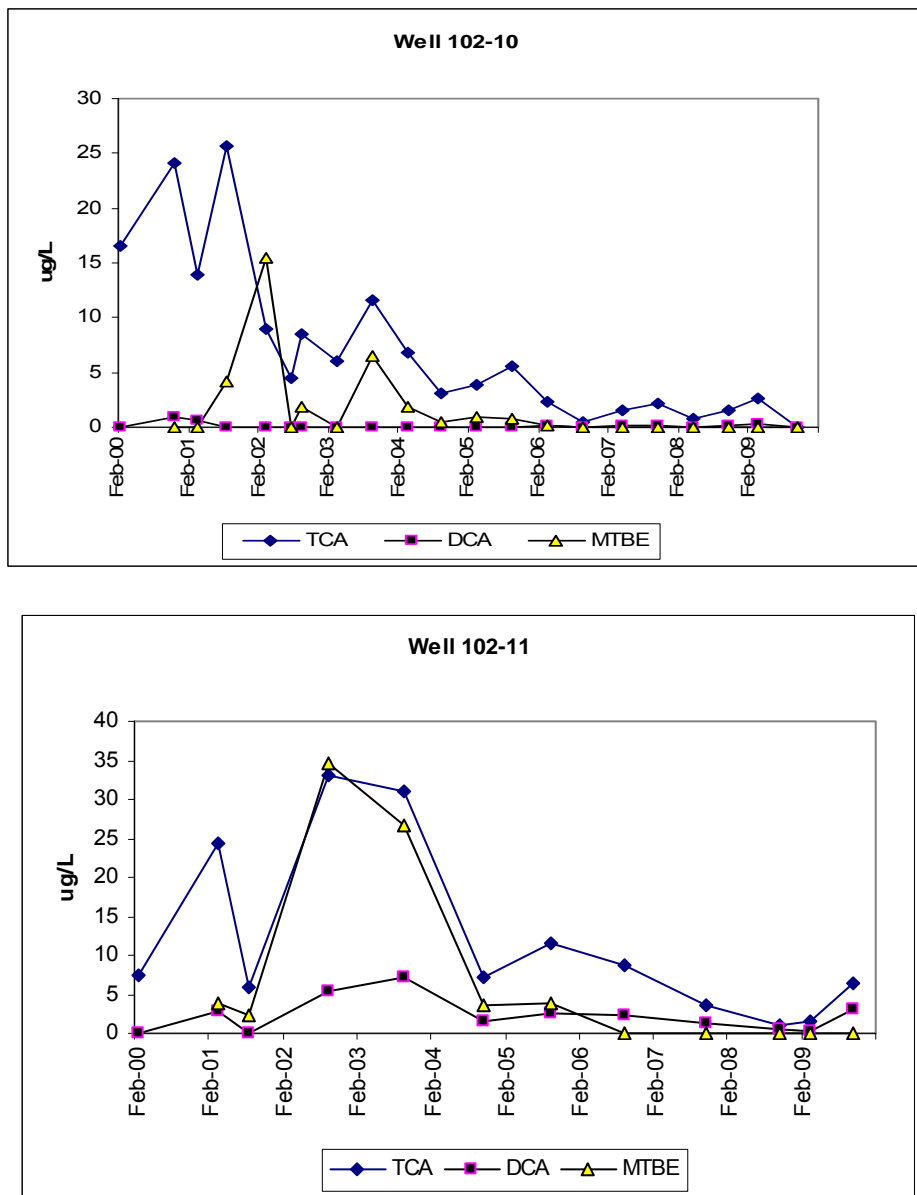 Well 102-10
30
25
20
15
10
5
0
ug/L
Feb-00 Feb-01 Feb-02 Feb-03 Feb-04 Feb-05 Feb-06 Feb-07 Feb-08 Feb-09
TCA DCA MTBE
Well 102-11
40
35
30
25
20
15
10
5
0
ug/L
Feb-00 Feb-01 Feb-02 Feb-03 Feb-04 Feb-05 Feb-06 Feb-07 Feb-08 Feb-09
TCA DCA MTBE